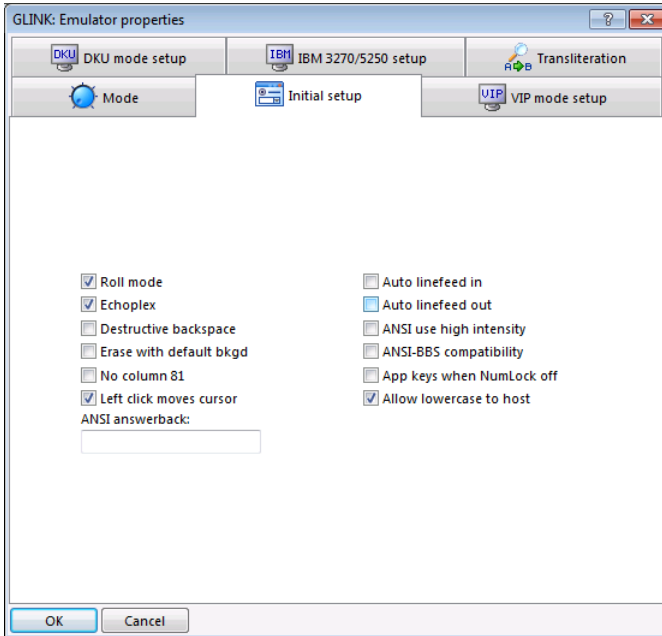 GLINK: Emulator properties
DKU DKU mode setup
IBM IBM 3270/5250 setup
A B Transliteration
Mode
Initial setup
VIP VIP mode setup
Roll mode
Echoplex
Destructive backspace
Erase with default bkgd
No column 81
Left click moves cursor
ANSI answerback:
Auto linefeed in
Auto linefeed out
ANSI use high intensity
ANSI-BBS compatibility
App keys when NumLock off
Allow lowercase to host
OK
Cancel